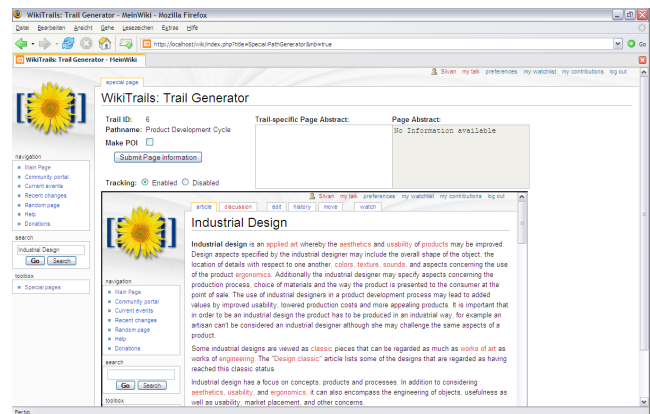 WikiTrails: Trail Generator - MeinWiki - Mozilla Firefox
Datei Bearbeiten Ansicht Gehe Lesezeichen Extras Hilfe
http://localhost/wiki/index.php?title=Special:PathGenerator&nb=true
Go
WikiTrails: Trail Generator - MeinWiki
Silvan my talk preferences my watchlist my contributions log out
special page
WikiTrails: Trail Generator
Trail ID: 6
Pathname: Product Development Cycle
Make POI
Submit Page Information
Trail-specific Page Abstract:
Page Abstract:
No Information available
Tracking: Enabled Disabled
navigation
Main Page
Community portal
Current events
Recent changes
Random page
Help
Donations
search
Industrial Design
Go Search
toolbox
Special pages
Silvan my talk preferences my watchlist my contributions log out
article discussion edit history move watch
Industrial Design
Industrial design is an applied art whereby the aesthetics and usability of products may be improved.
Design aspects specified by the industrial designer may include the overall shape of the object, the
location of details with respect to one another, colors, texture, sounds, and aspects concerning the use
of the product ergonomics. Additionally the industrial designer may specify aspects concerning the
production process, choice of materials and the way the product is presented to the consumer at the
point of sale. The use of industrial designers in a product development process may lead to added
values by improved usability, lowered production costs and more appealing products. It is important that
in order to be an industrial design the product has to be produced in an industrial way, for example an
artisan can't be considered an industrial designer although she may challenge the same aspects of a
product.
Some industrial designs are viewed as classic pieces that can be regarded as much as works of art as
works of engineering. The "Design classic" article lists some of the designs that are regarded as having
reached this classic status.
Industrial design has a focus on concepts, products and processes. In addition to considering
aesthetics, usability, and ergonomics, it can also encompass the engineering of objects, usefulness as
well as usability, market placement, and other concerns.
navigation
Main Page
Community portal
Current events
Recent changes
Random page
Help
Donations
search
Go Search
toolbox
Fertig